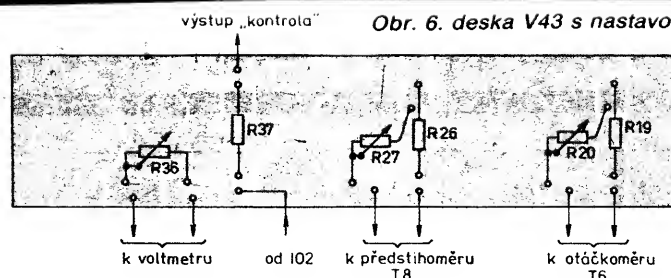 výstup „kontrola"
Obr. 6. deska V43 s nastavo
R37
R26
R19
R36
R27
R20
k voltmetru
od IO2
k předstihoměru
T8
k otáčkoměru
T6